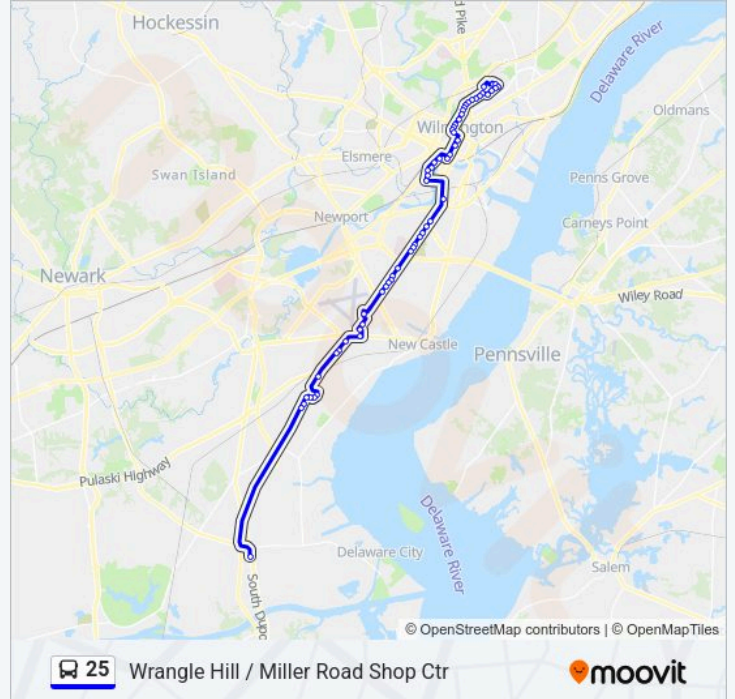 Hockessin
d Pike
Delaware River
Oldmans
Wilmington
Elsmere
Swan Island
Penns Grove
Newport
Carneys Point
Newark
Wiley Road
New Castle
Pennsville
Pulaski Highway
Delaware River
Delaware City
Salem
South Dupo
© OpenStreetMap contributors | © OpenMapTiles
25 Wrangle Hill / Miller Road Shop Ctr
moovit